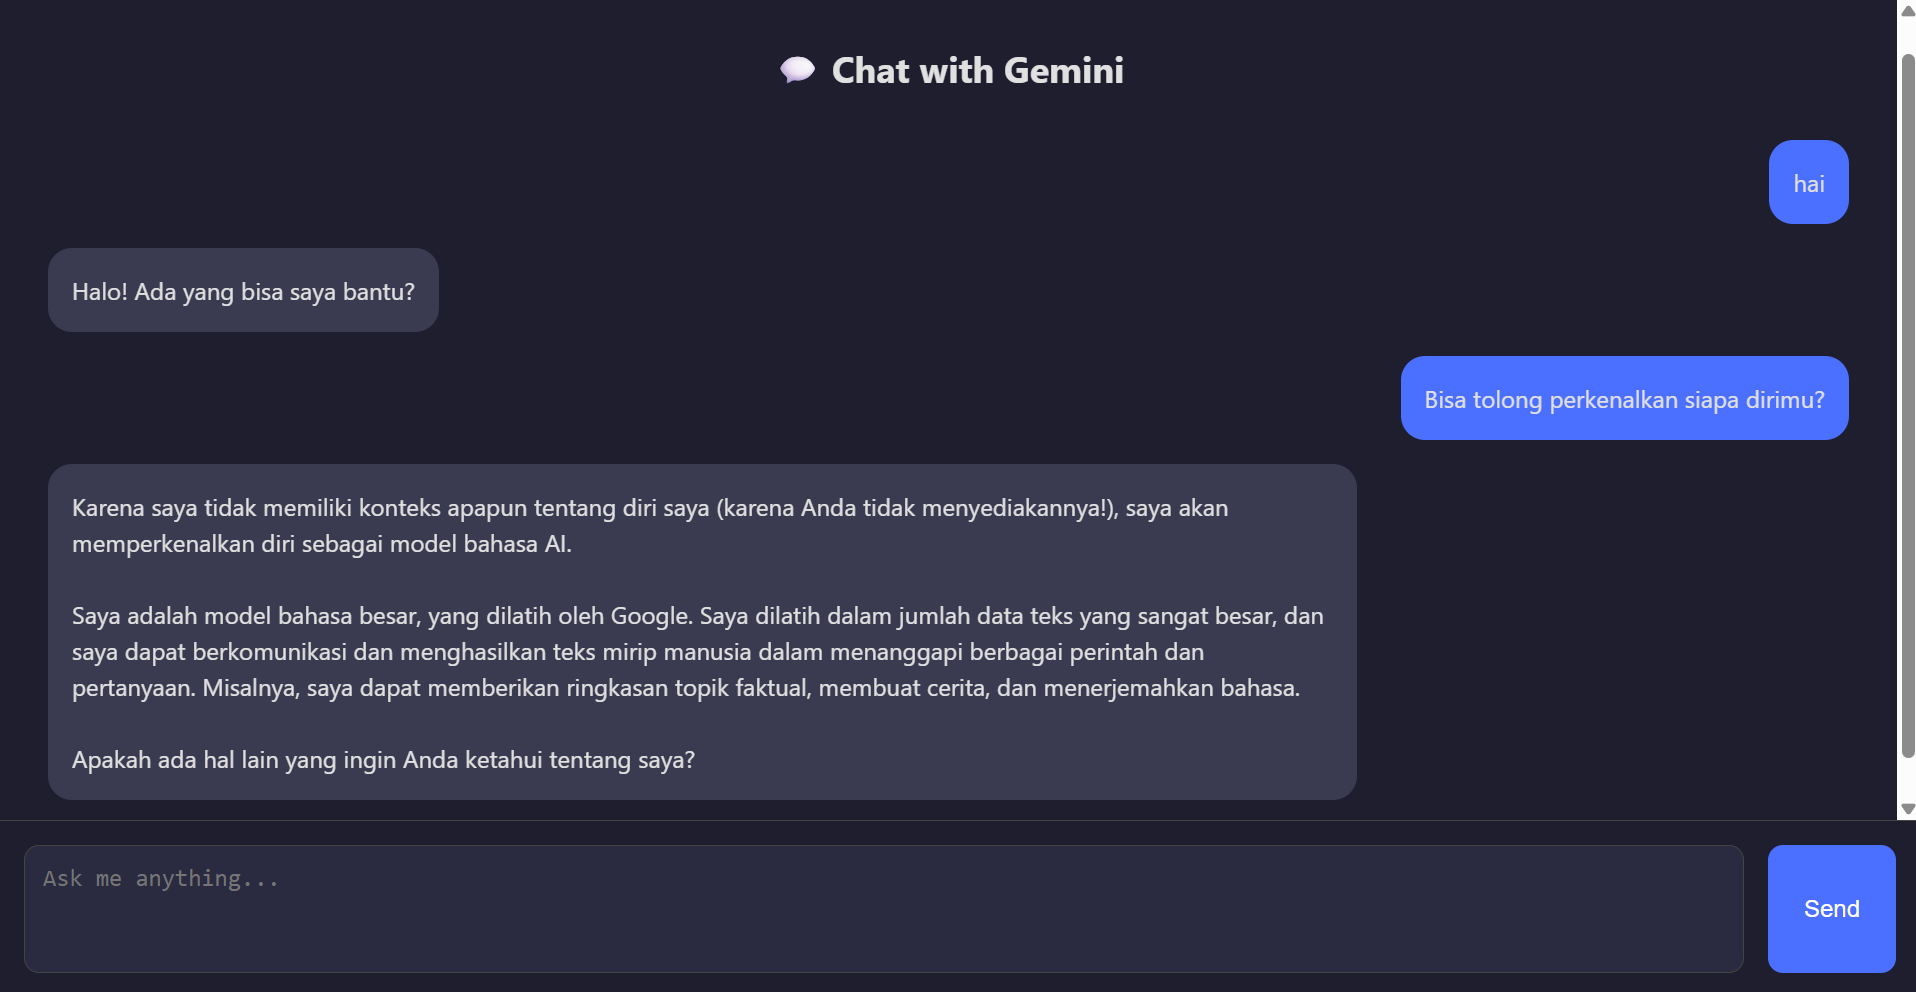 💬 Chat with Gemini
hai
Halo! Ada yang bisa saya bantu?
Bisa tolong perkenalkan siapa dirimu?
Karena saya tidak memiliki konteks apapun tentang diri saya (karena Anda tidak menyediakannya!), saya akan
memperkenalkan diri sebagai model bahasa AI.
Saya adalah model bahasa besar, yang dilatih oleh Google. Saya dilatih dalam jumlah data teks yang sangat besar, dan
saya dapat berkomunikasi dan menghasilkan teks mirip manusia dalam menanggapi berbagai perintah dan
pertanyaan. Misalnya, saya dapat memberikan ringkasan topik faktual, membuat cerita, dan menerjemahkan bahasa.
Apakah ada hal lain yang ingin Anda ketahui tentang saya?
Ask me anything...
Send